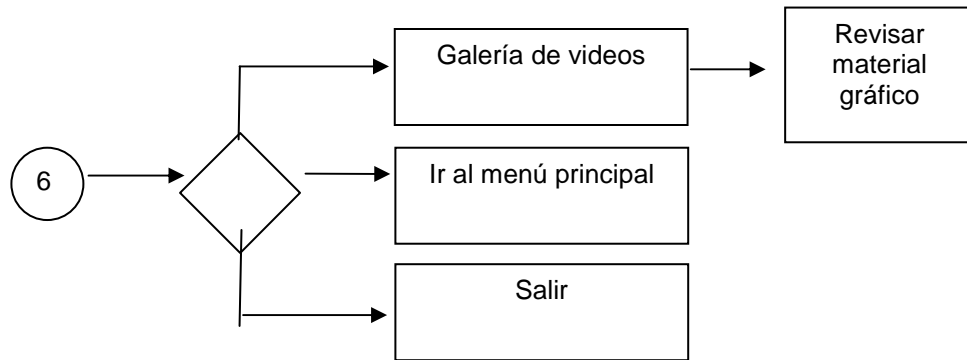 Galería de videos
Revisar
material
gráfico
6
Ir al menú principal
Salir